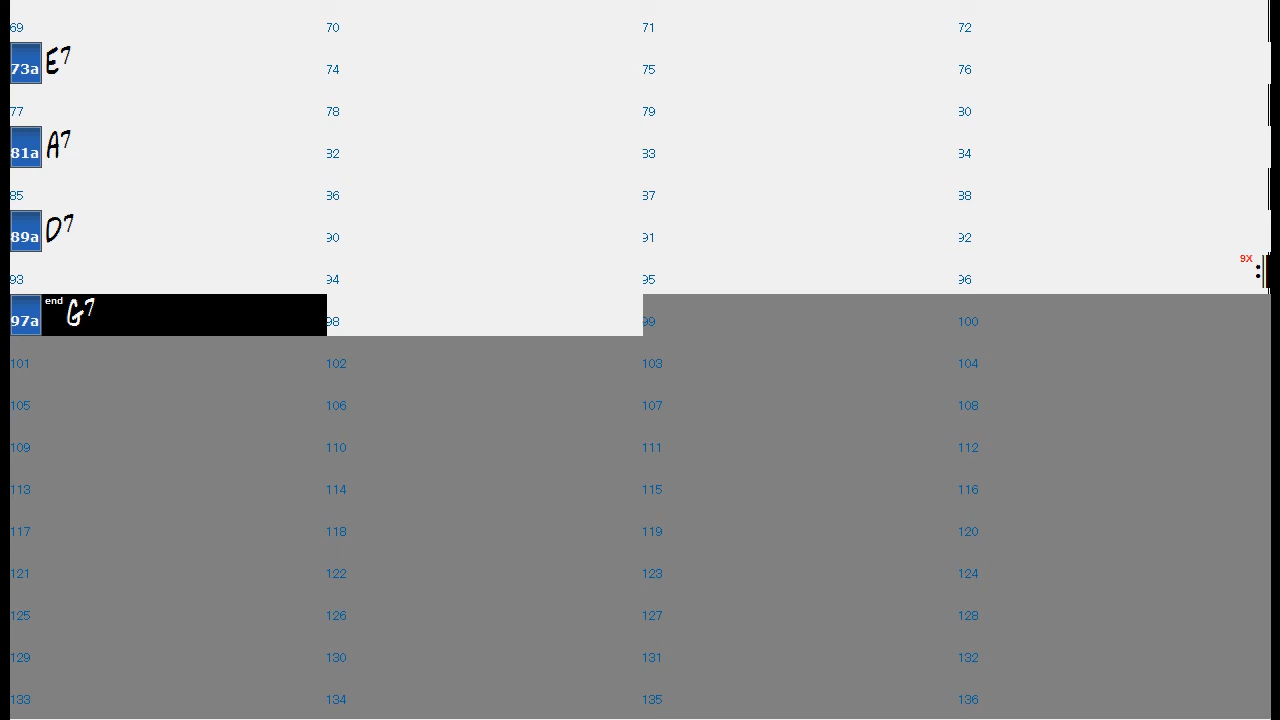 69 70 71 72
73a E7 74 75 76
77 78 79 80
81a A7 82 83 84
85 86 87 88
89a D7 90 91 92
9X
93 94 95 96 :
97a end G7 98 99 100
101 102 103 104
105 106 107 108
109 110 111 112
113 114 115 116
117 118 119 120
121 122 123 124
125 126 127 128
129 130 131 132
133 134 135 136